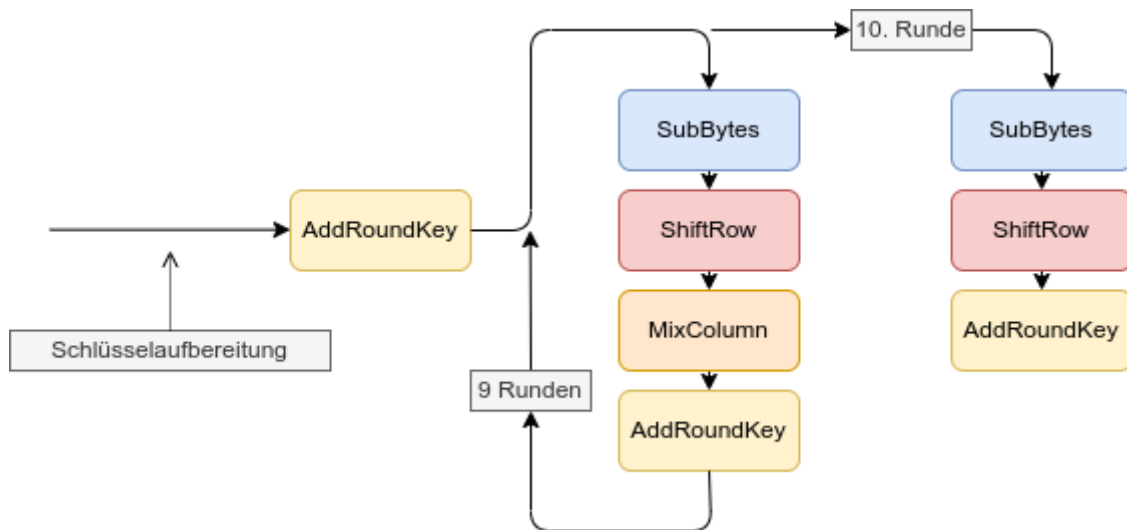 10. Runde
SubBytes
SubBytes
AddRoundKey
ShiftRow
ShiftRow
Schlüsselaufbereitung
MixColumn
AddRoundKey
9 Runden
AddRoundKey